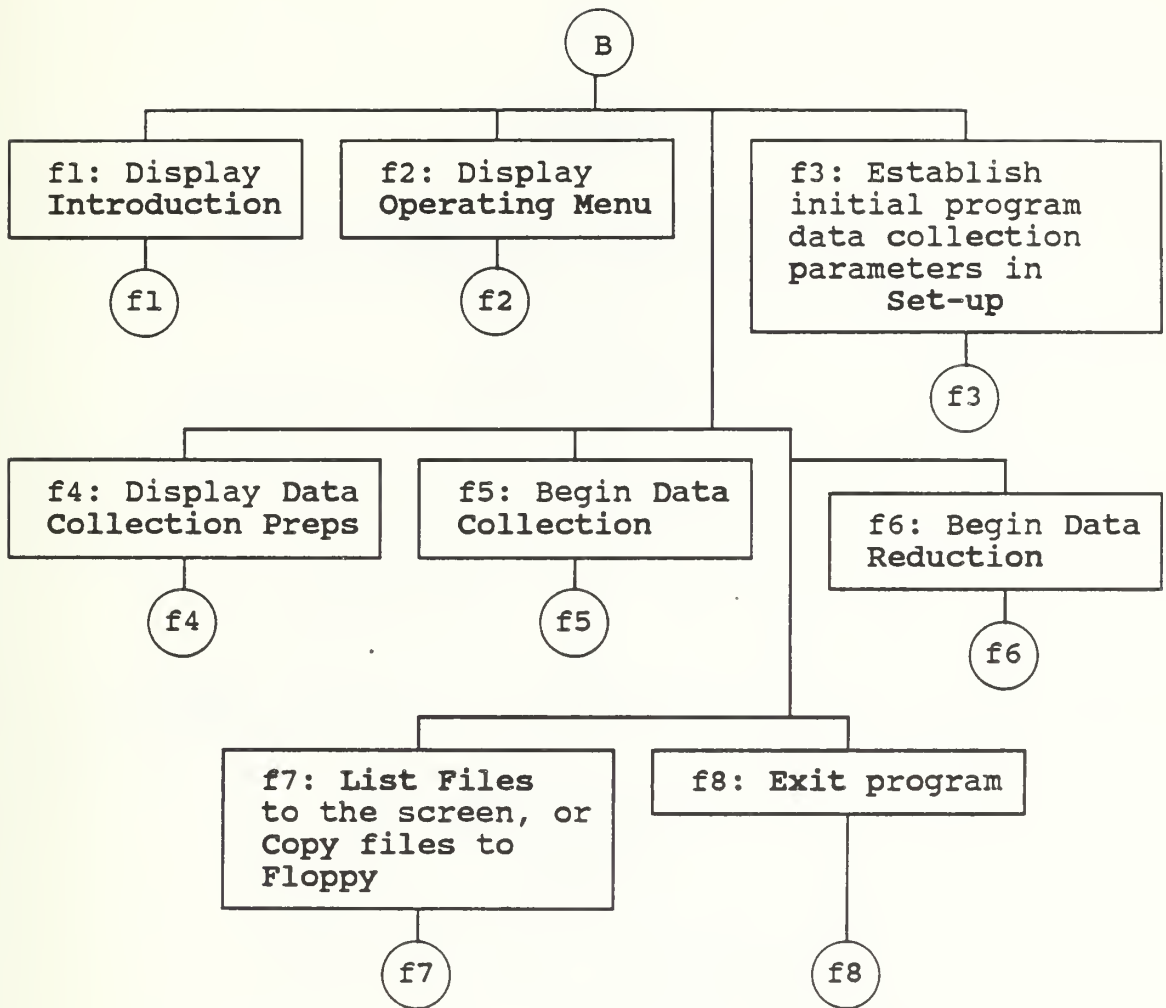 B
f1: Display
Introduction
f2: Display
Operating Menu
f3: Establish
initial program
data collection
parameters in
Set-up
f1
f2
f3
f4: Display Data
Collection Preps
f5: Begin Data
Collection
f6: Begin Data
Reduction
f4
f5
f6
f7: List Files
to the screen, or
Copy files to
Floppy
f8: Exit program
f7
f8